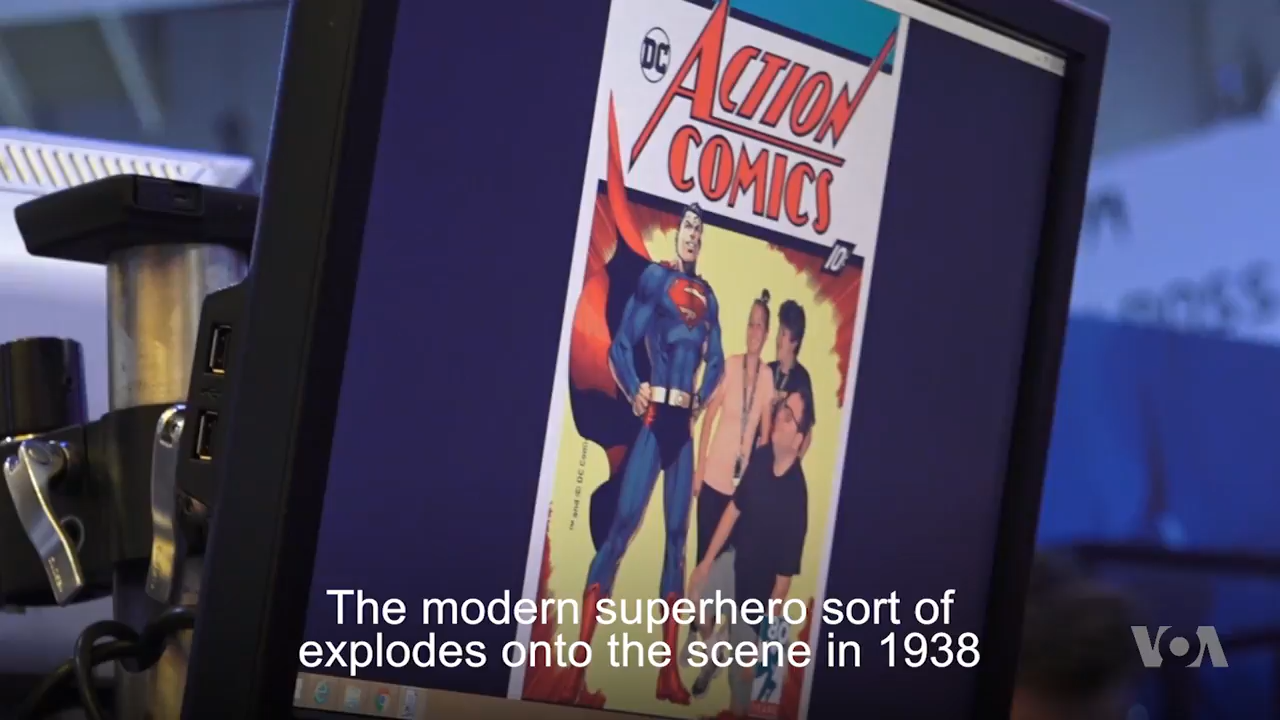 DC
ACTION
COMICS
10¢
The modern superhero sort of
explodes onto the scene in 1938
VOA